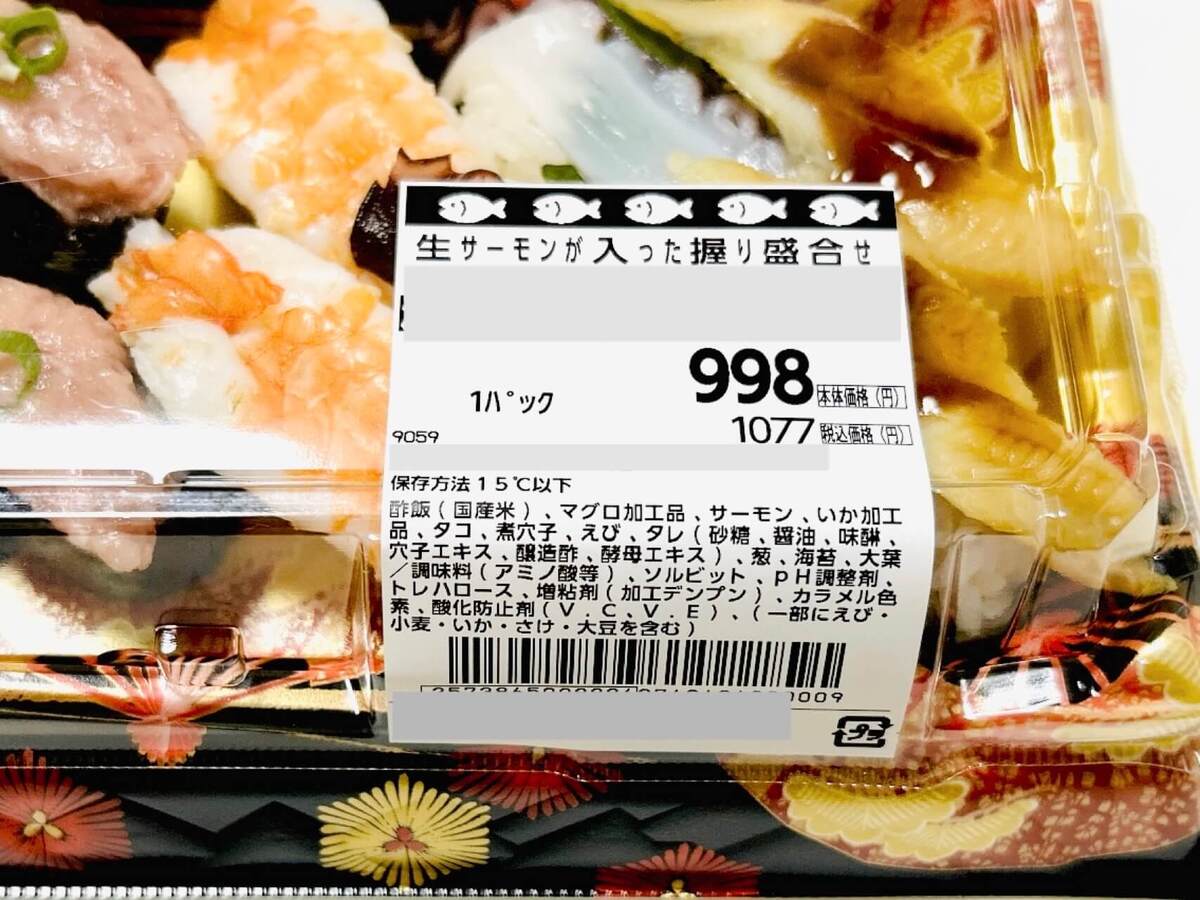 生サーモンが入った握り盛合せ
998 本体価格(円)
1パック
1077 税込価格(円)
9059
保存方法15℃以下
酢飯(国産米)、マグロ加工品、サーモン、いか加工
品、タコ、煮穴子、えび、タレ(砂糖、醤油、味醂、
穴子エキス、醸造酢、酵母エキス)、葱、海苔、大葉
/調味料(アミノ酸等)、ソルビット、pH調整剤、
トレハロース、増粘剤(加工デンプン)、カラメル色
素、酸化防止剤(V.C、V.E)、(一部にえび・
小麦・いか・さけ・大豆を含む)
プラ